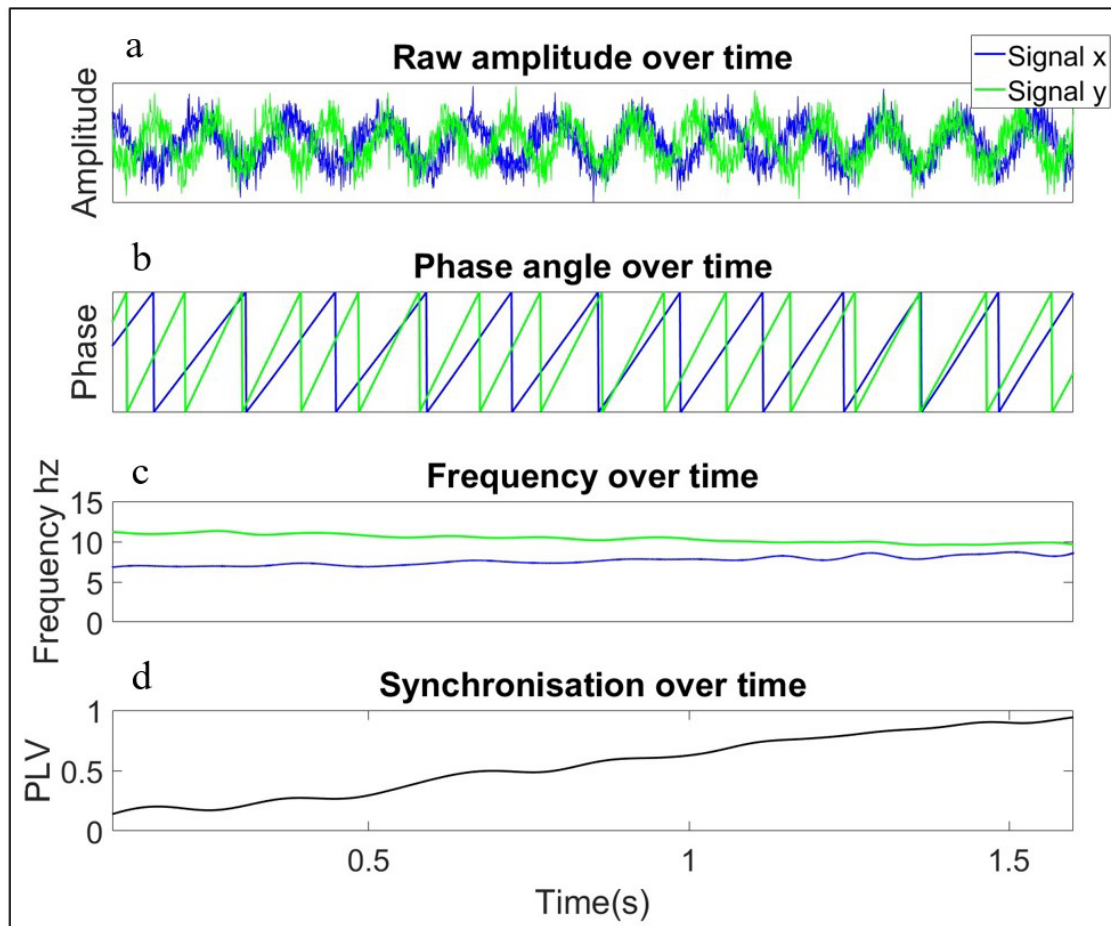 a
Raw amplitude over time
Signal x
Signal y
Amplitude
b
Phase angle over time
Phase
c
Frequency over time
Frequency hz
15
10
5
0
d
Synchronisation over time
PLV
1
0.5
0
0.5
1
1.5
Time(s)